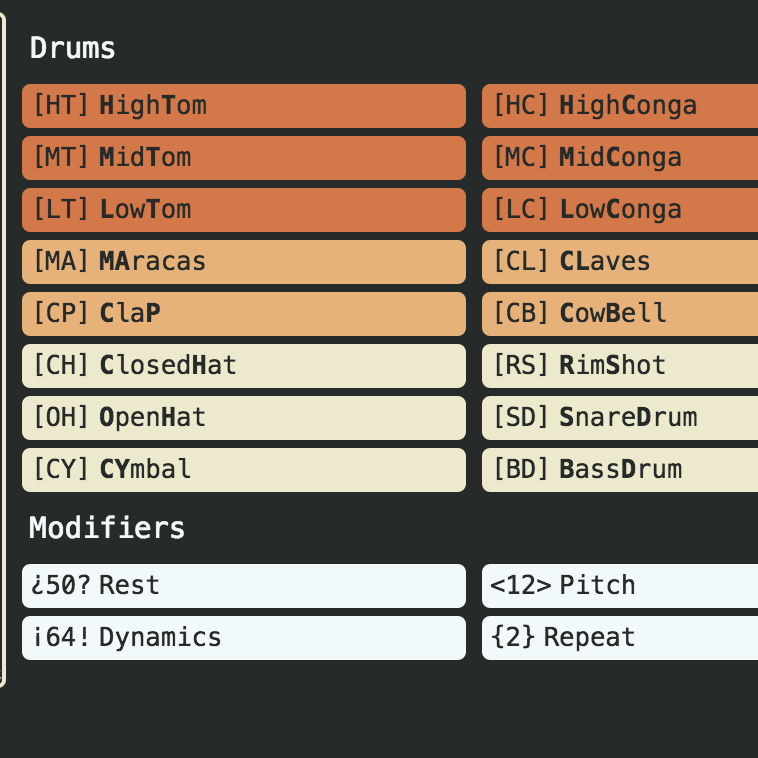 Drums
[HT] HighTom
[HC] HighConga
[MT] MidTom
[MC] MidConga
[LT] LowTom
[LC] LowConga
[MA] MAracas
[CL] CLaves
[CP] ClaP
[CB] CowBell
[CH] ClosedHat
[RS] RimShot
[OH] OpenHat
[SD] SnareDrum
[CY] CYmbal
[BD] BassDrum
Modifiers
¿50? Rest
<12> Pitch
¡64! Dynamics
{2} Repeat